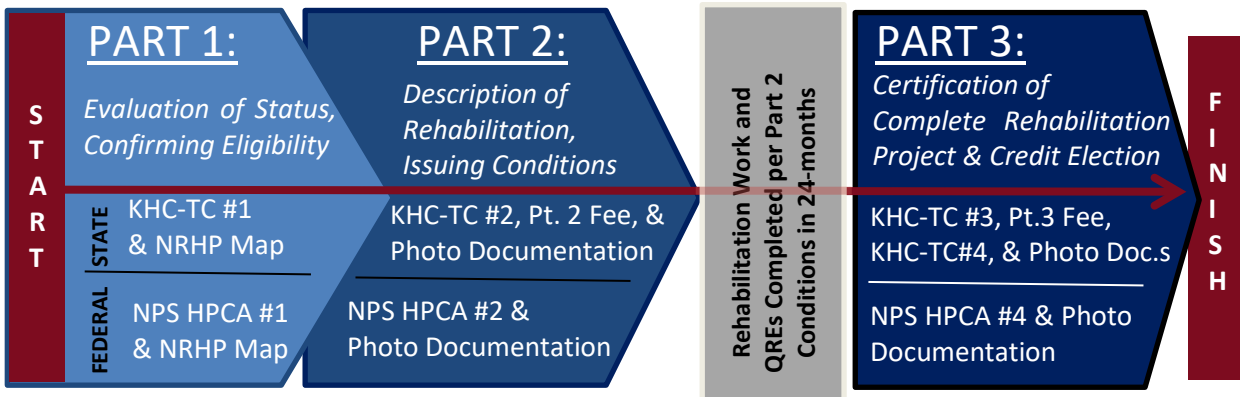 START
PART 1:
Evaluation of Status,
Confirming Eligibility
STATE
KHC-TC #1
& NRHP Map
FEDERAL
NPS HPCA #1
& NRHP Map
PART 2:
Description of
Rehabilitation,
Issuing Conditions
KHC-TC #2, Pt. 2 Fee, &
Photo Documentation
NPS HPCA #2 &
Photo Documentation
Rehabilitation Work and
QREs Completed per Part 2
Conditions in 24-months
PART 3:
Certification of
Complete Rehabilitation
Project & Credit Election
KHC-TC #3, Pt.3 Fee,
KHC-TC#4, & Photo Doc.s
NPS HPCA #4 & Photo
Documentation
FINISH